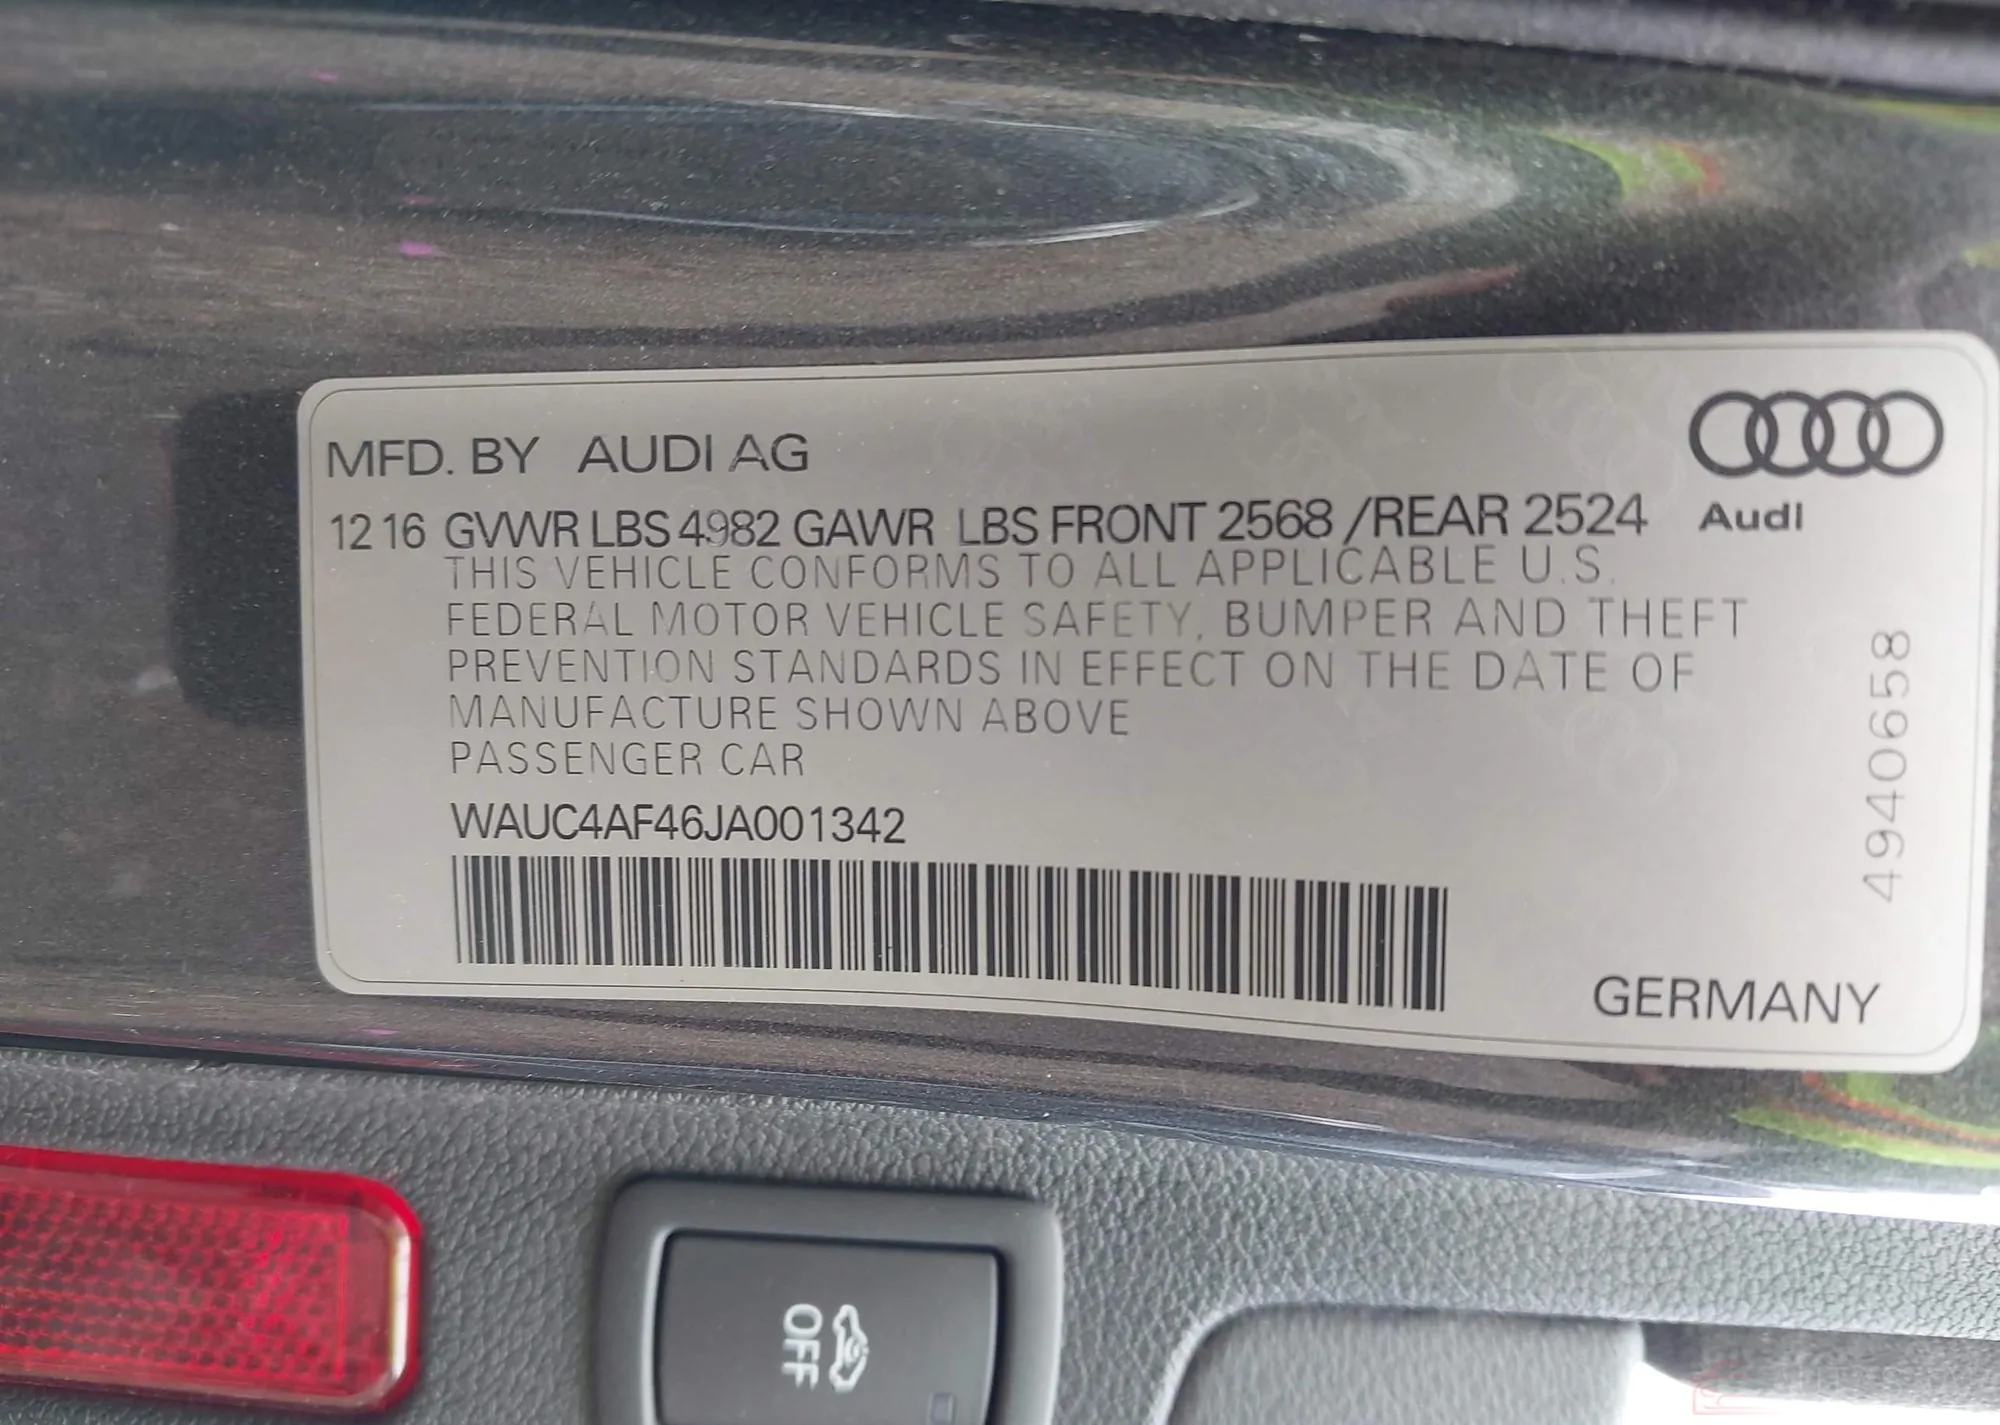 MFD. BY AUDI AG
12 16 GVWR LBS 4982 GAWR LBS FRONT 2568 /REAR 2524
Audi
THIS VEHICLE CONFORMS TO ALL APPLICABLE U.S.
FEDERAL MOTOR VEHICLE SAFETY, BUMPER AND THEFT
PREVENTION STANDARDS IN EFFECT ON THE DATE OF
MANUFACTURE SHOWN ABOVE
PASSENGER CAR
WAUC4AF46JA001342
4940658
GERMANY
OFF